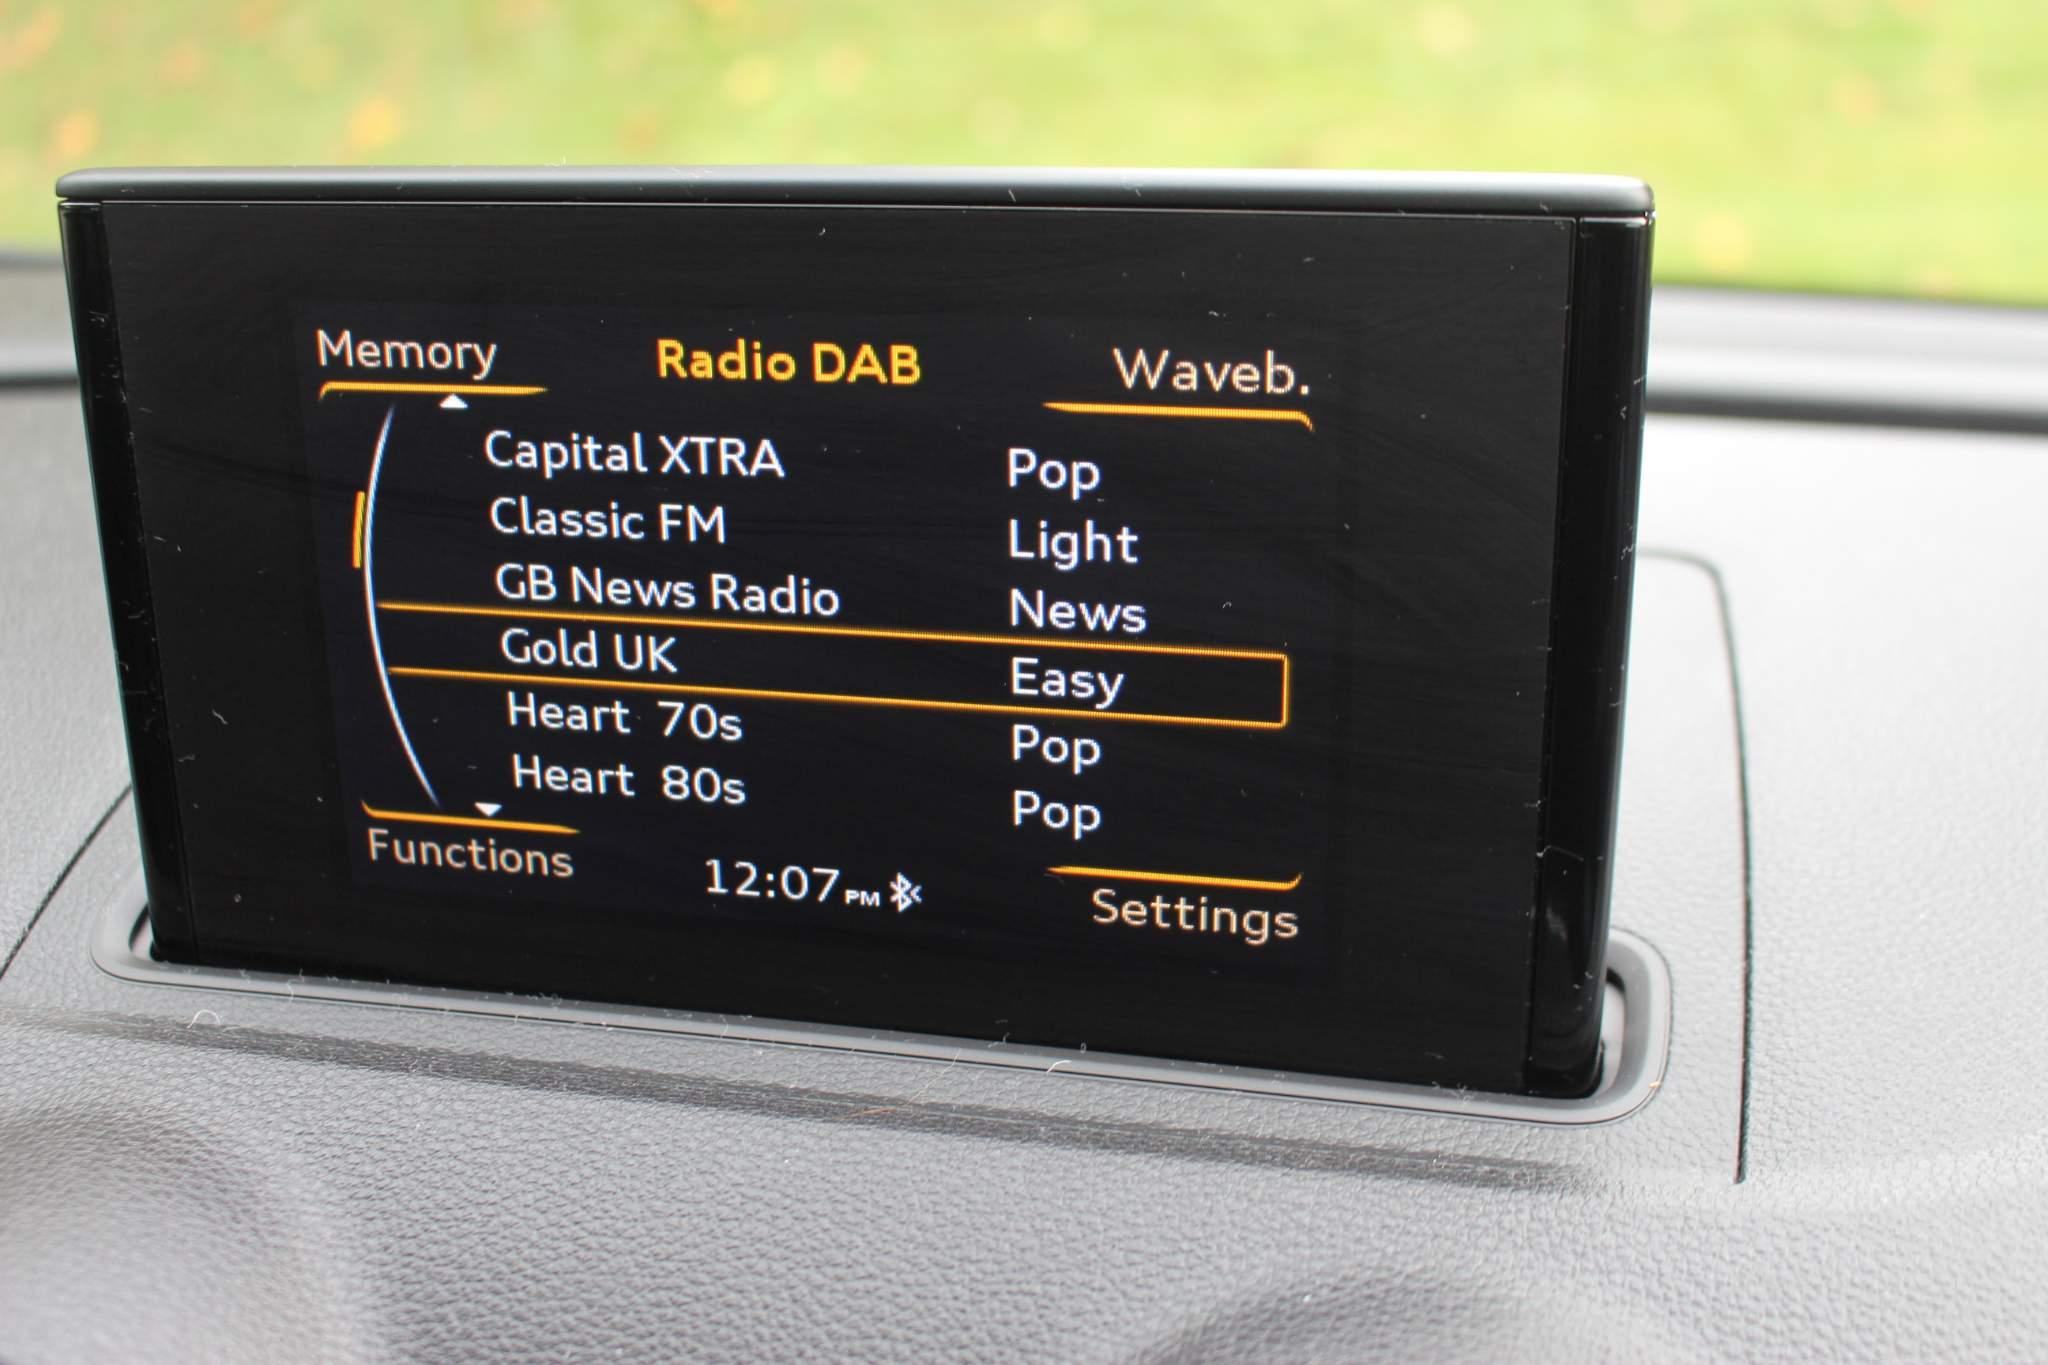 Memory Radio DAB Waveb.
Capital XTRA Pop
Classic FM Light
GB News Radio News
Gold UK Easy
Heart 70s Pop
Heart 80s Pop
Functions 12:07 PM Settings